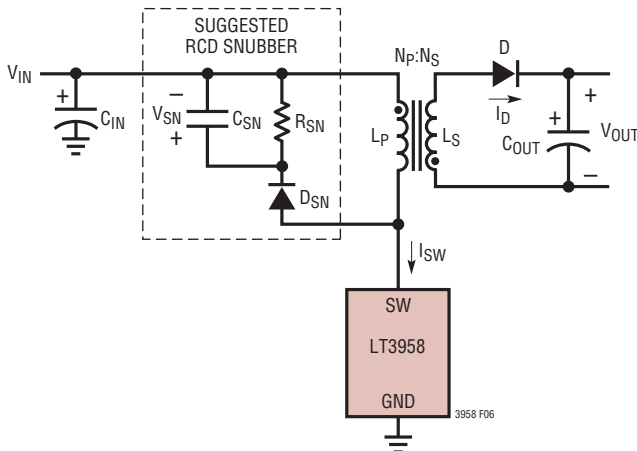 SUGGESTED
RCD SNUBBER
NP:NS
D
VIN
+
CIN
−
VSN
+
CSN
RSN
DSN
LP
LS
ID
+
COUT
+
VOUT
−
ISW
SW
LT3958
GND
3958 F06